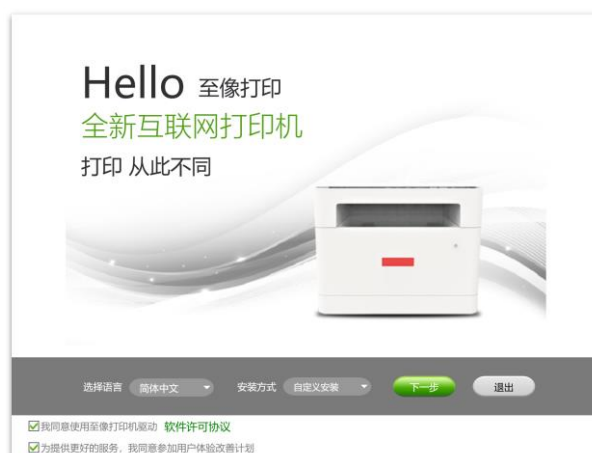 Hello 至像打印
全新互联网打印机
打印 从此不同
选择语言 简体中文 安装方式 自定义安装 下一步 退出
我同意使用至像打印机驱动 软件许可协议
为提供更好的服务，我同意参加用户体验改善计划